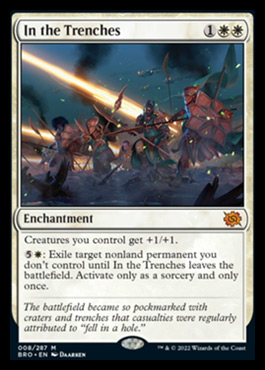 In the Trenches 1
Enchantment
Creatures you control get +1/+1.
5: Exile target nonland permanent you
don't control until In the Trenches leaves the
battlefield. Activate only as a sorcery and only
once.
The battlefield became so pockmarked with
craters and trenches that casualties were regularly
attributed to "fell in a hole."
008/287 M
BRO • EN DAARKEN
™ & © 2022 Wizards of the Coast